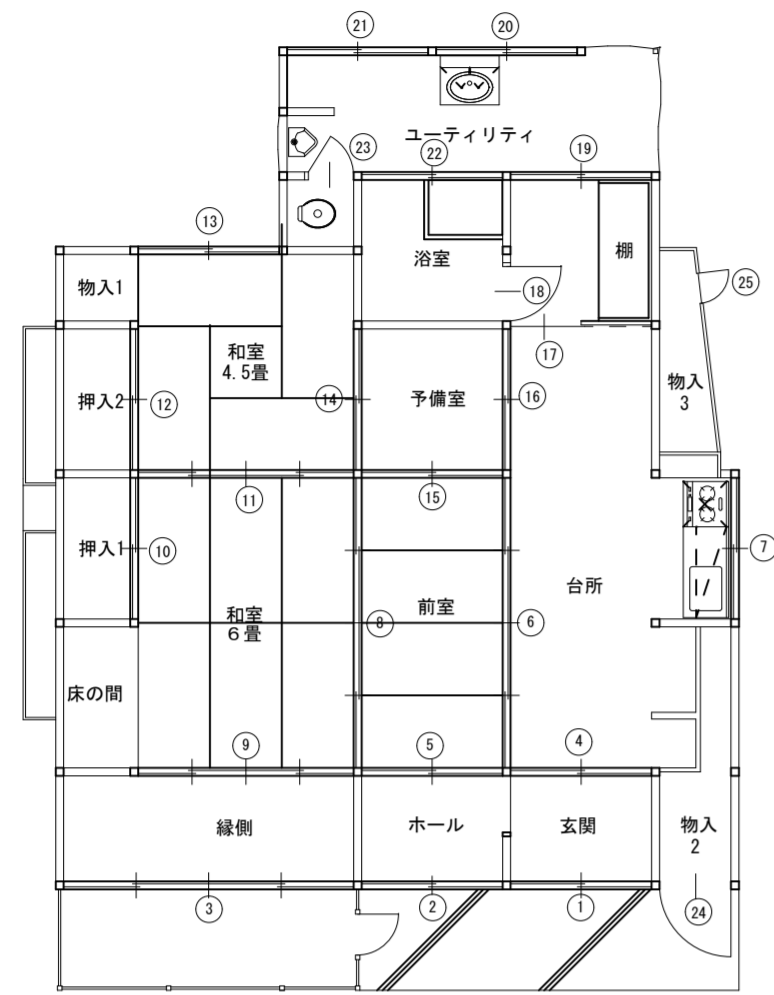 21
20
ユーティリティ
23
22
19
13
浴室
棚
物入1
18
25
17
和室
4.5畳
物入
3
押入2
12
14
予備室
16
11
15
押入1
10
7
台所
和室
6畳
8
前室
6
床の間
9
5
4
縁側
ホール
玄関
物入
2
3
2
1
24